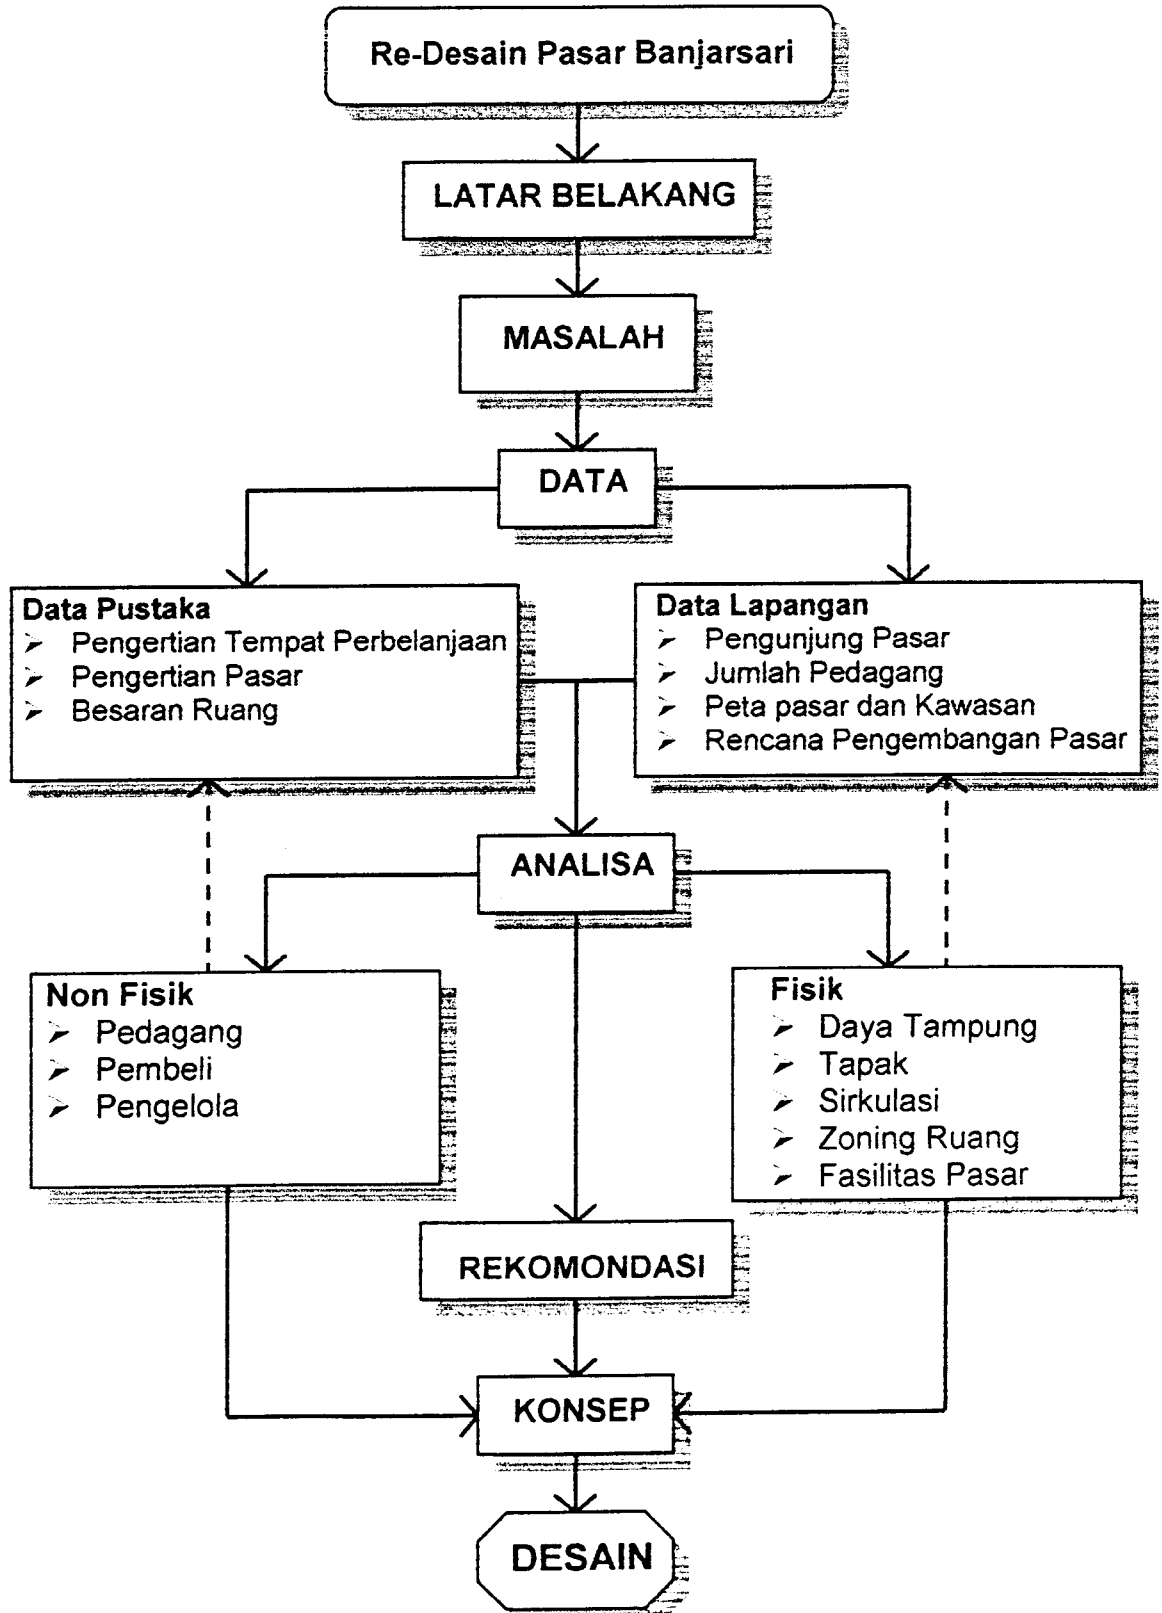 Re-Desain Pasar Banjarsari
LATAR BELAKANG
MASALAH
DATA
Data Pustaka
➢ Pengertian Tempat Perbelanjaan
➢ Pengertian Pasar
➢ Besaran Ruang
Data Lapangan
➢ Pengunjung Pasar
➢ Jumlah Pedagang
➢ Peta pasar dan Kawasan
➢ Rencana Pengembangan Pasar
ANALISA
Non Fisik
➢ Pedagang
➢ Pembeli
➢ Pengelola
Fisik
➢ Daya Tampung
➢ Tapak
➢ Sirkulasi
➢ Zoning Ruang
➢ Fasilitas Pasar
REKOMONDASI
KONSEP
DESAIN